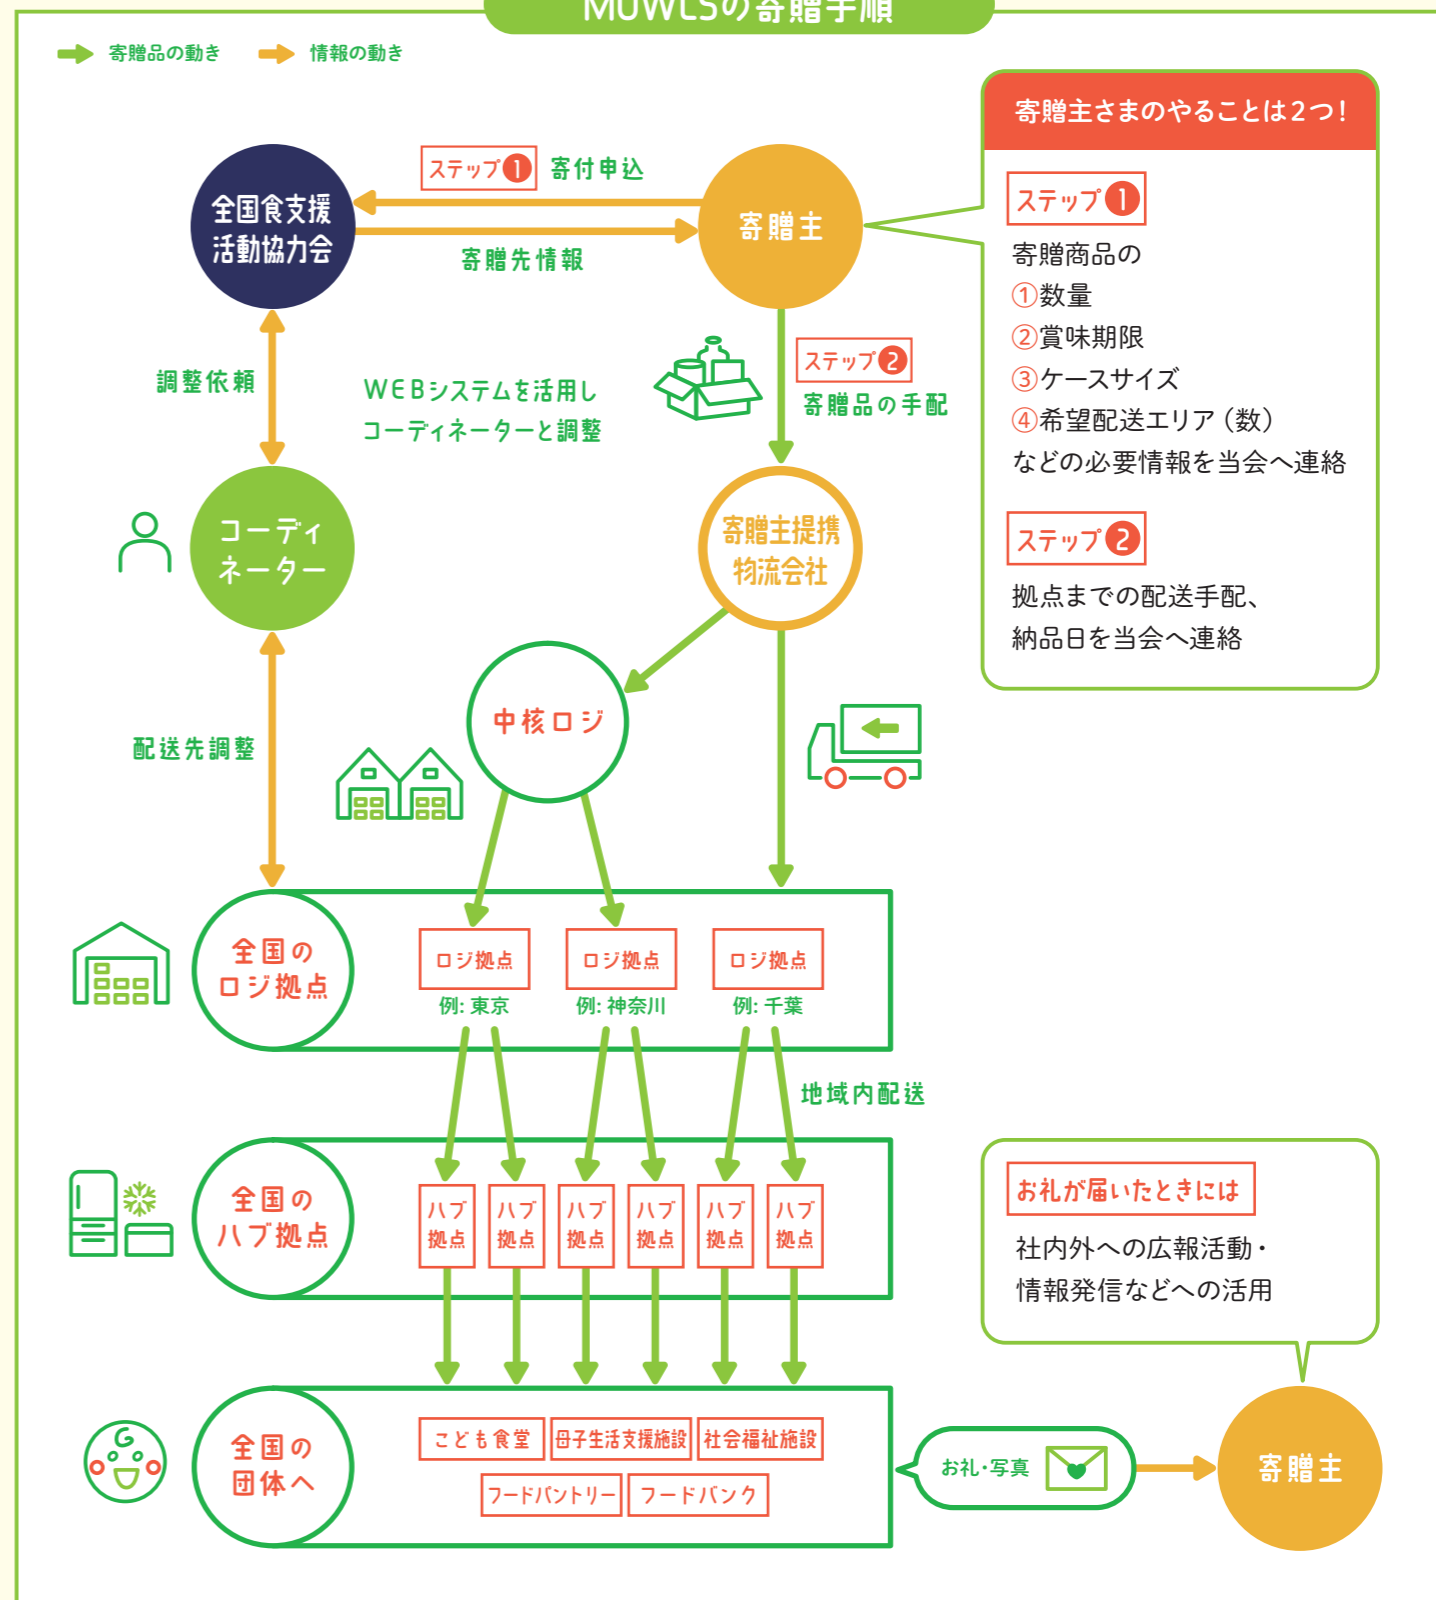 MOWLSの寄贈手順
寄贈品の動き
情報の動き
寄贈主さまのやることは2つ!
ステップ❶
寄贈商品の
①数量
②賞味期限
③ケースサイズ
④希望配送エリア(数)
などの必要情報を当会へ連絡
ステップ❷
拠点までの配送手配、
納品日を当会へ連絡
全国食支援
活動協力会
ステップ❶ 寄付申込
寄贈先情報
寄贈主
調整依頼
WEBシステムを活用し
コーディネーターと調整
ステップ❷
寄贈品の手配
コーディ
ネーター
寄贈主提携
物流会社
配送先調整
中核ロジ
全国の
ロジ拠点
ロジ拠点
例: 東京
ロジ拠点
例: 神奈川
ロジ拠点
例: 千葉
地域内配送
全国の
ハブ拠点
ハブ
拠点
ハブ
拠点
ハブ
拠点
ハブ
拠点
ハブ
拠点
ハブ
拠点
お礼が届いたときには
社内外への広報活動・
情報発信などへの活用
全国の
団体へ
こども食堂
母子生活支援施設
社会福祉施設
フードパントリー
フードバンク
お礼・写真
寄贈主